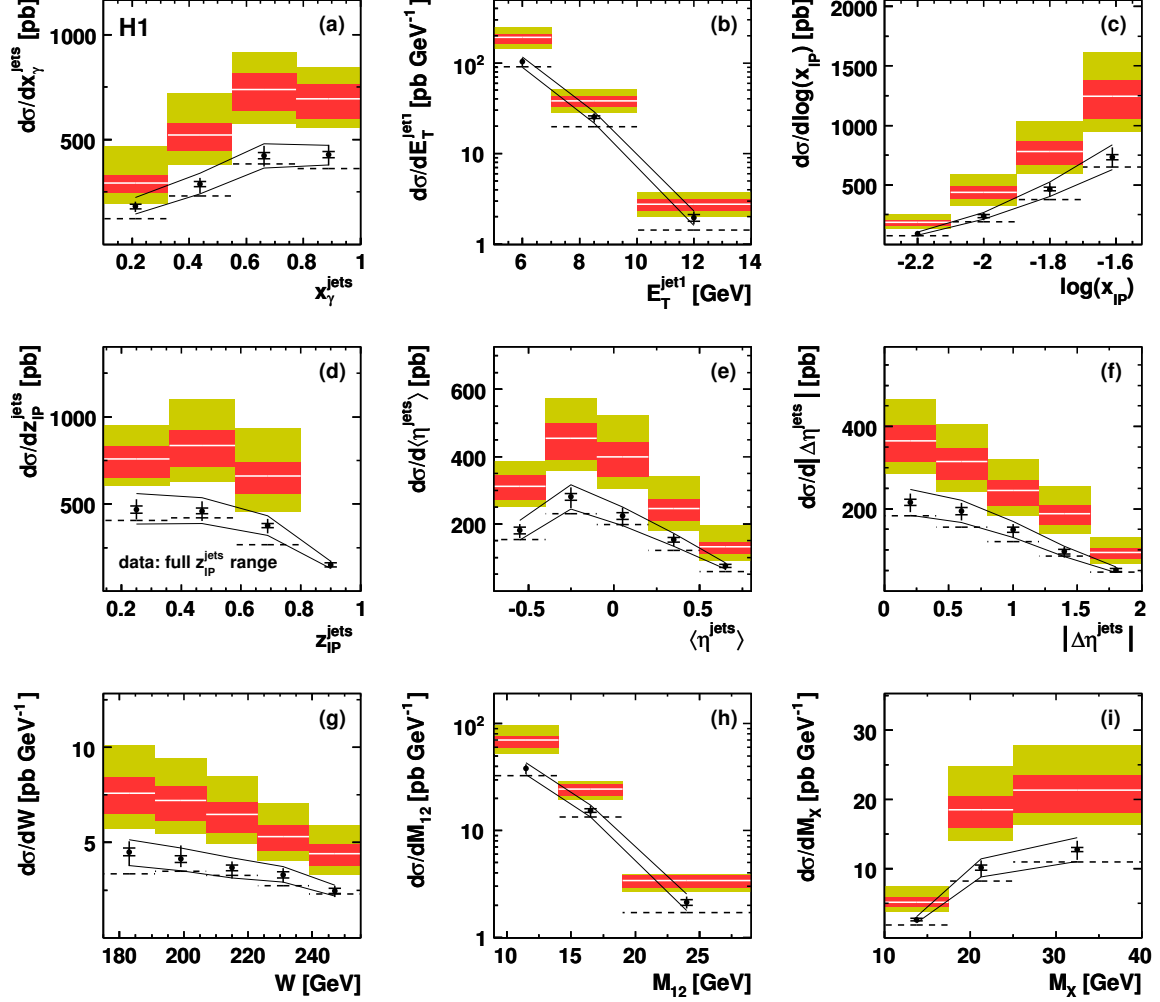 H1
(a)
dσ/dx_γ^jets [pb]
500
1000
0.2 0.4 0.6 0.8 1
x_γ^jets
(b)
dσ/dE_T^jet1 [pb GeV^-1]
1
10
10^2
6 8 10 12 14
E_T^jet1 [GeV]
(c)
dσ/dlog(x_IP) [pb]
500
1000
1500
2000
-2.2 -2 -1.8 -1.6
log(x_IP)
(d)
dσ/dz_IP^jets [pb]
500
1000
data: full z_IP^jets range
0.2 0.4 0.6 0.8 1
z_IP^jets
(e)
dσ/d⟨η^jets⟩ [pb]
200
400
600
-0.5 0 0.5
⟨η^jets⟩
(f)
dσ/d|Δη^jets| [pb]
200
400
0 0.5 1 1.5 2
|Δη^jets|
(g)
dσ/dW [pb GeV^-1]
5
10
180 200 220 240
W [GeV]
(h)
dσ/dM_12 [pb GeV^-1]
1
10
10^2
10 15 20 25
M_12 [GeV]
(i)
dσ/dM_X [pb GeV^-1]
10
20
30
10 15 20 25 30 35 40
M_X [GeV]